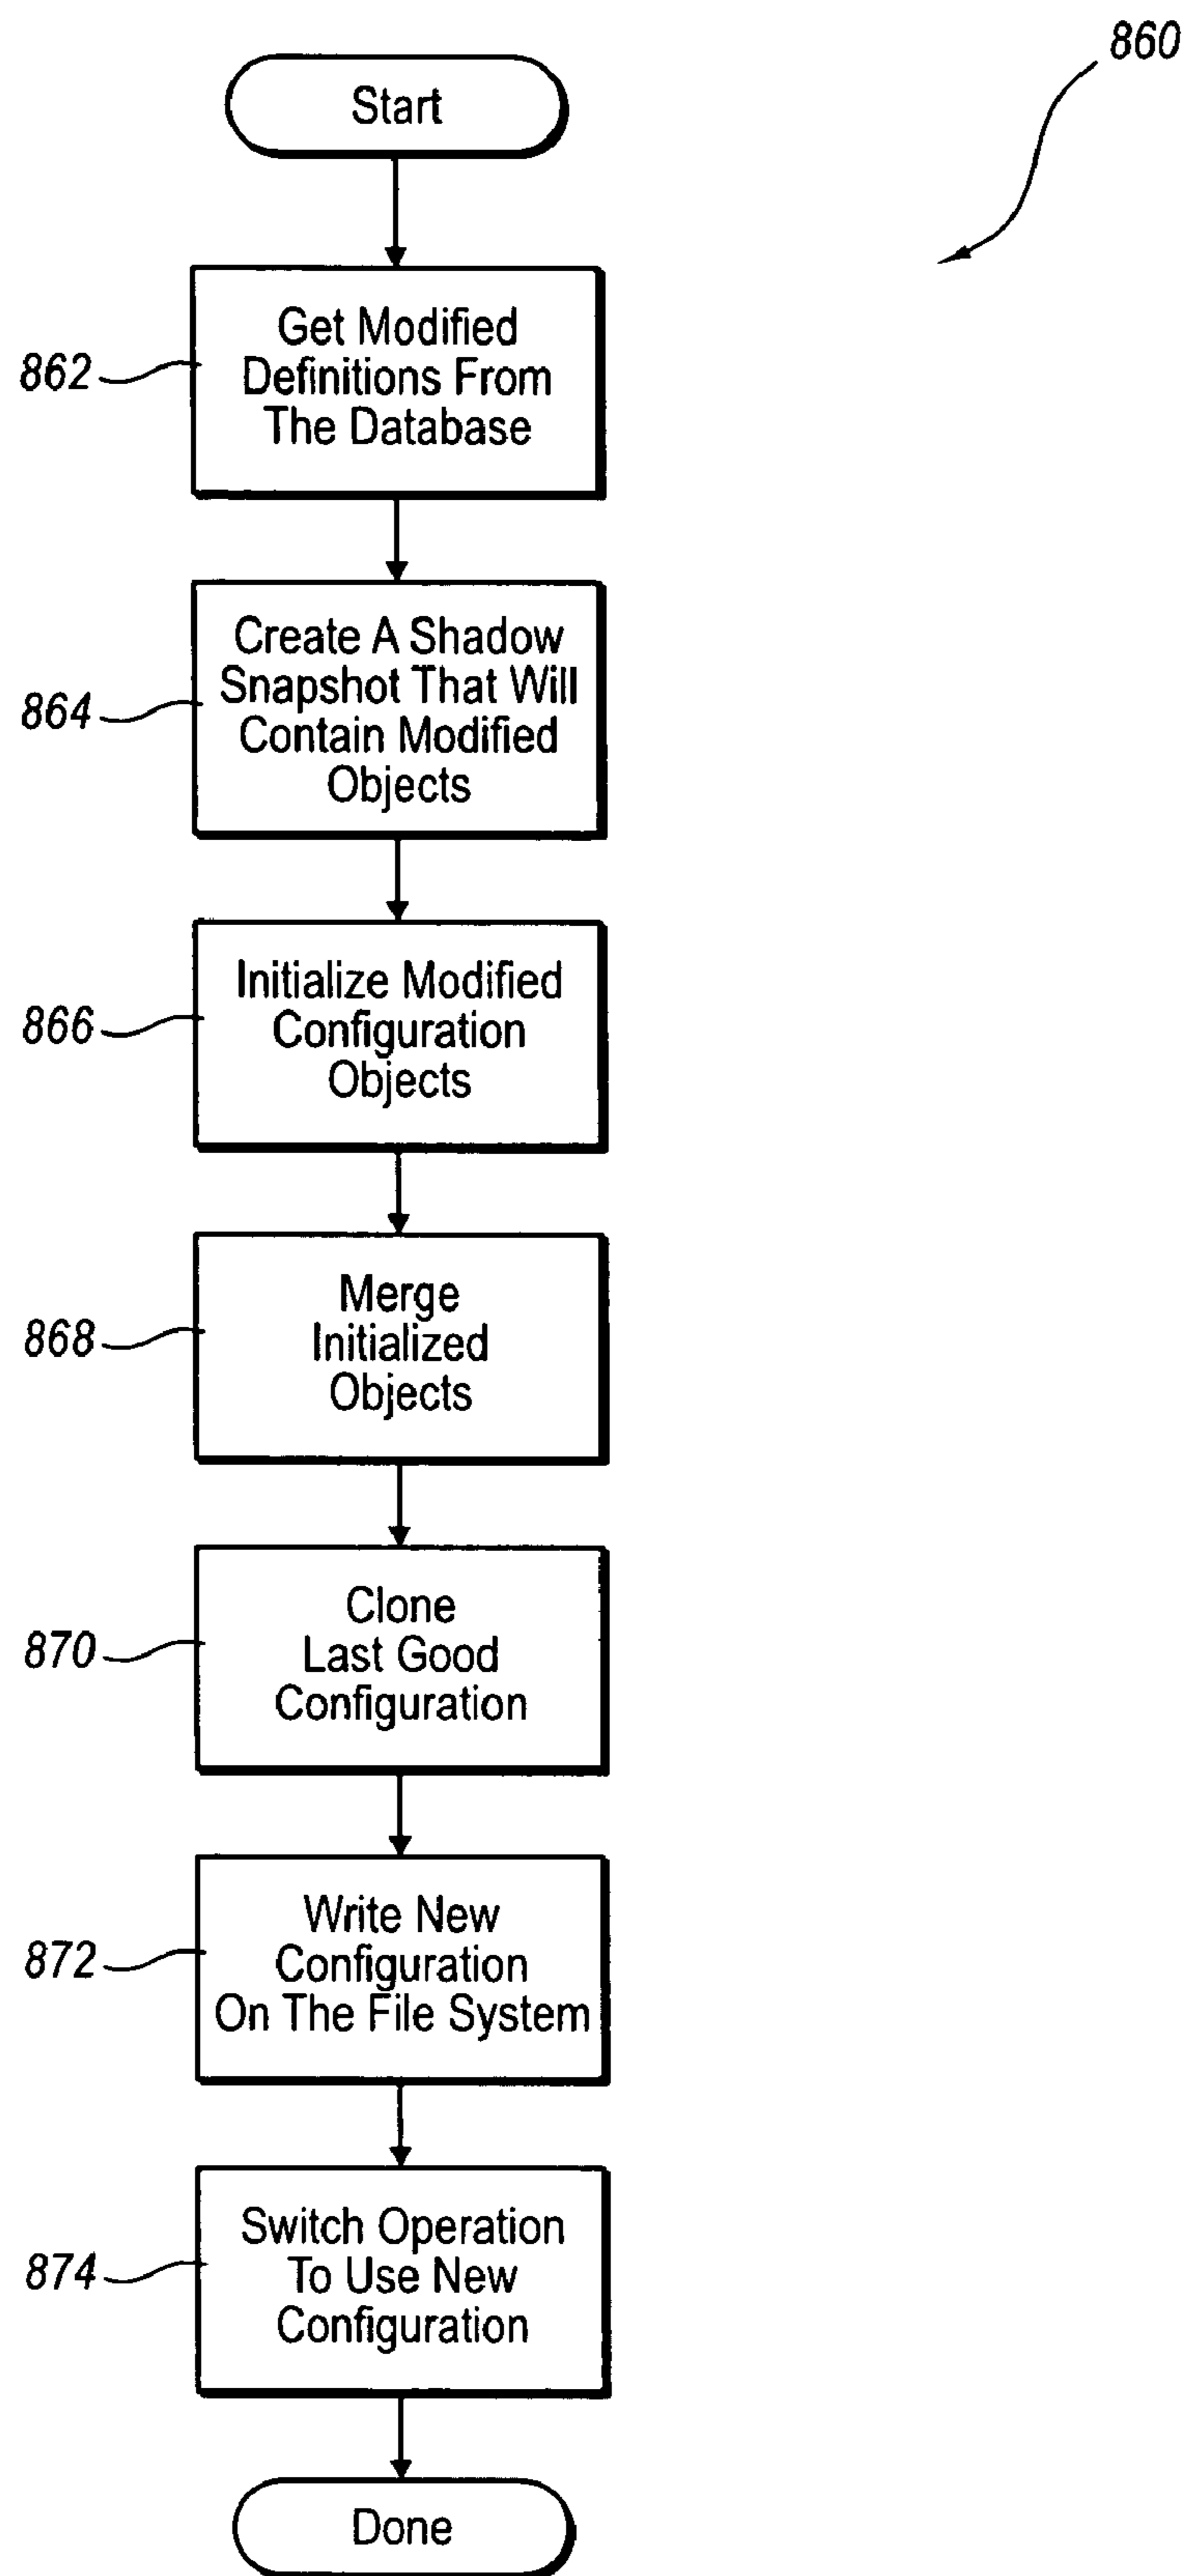 860
Start
862
Get Modified
Definitions From
The Database
864
Create A Shadow
Snapshot That Will
Contain Modified
Objects
866
Initialize Modified
Configuration
Objects
868
Merge
Initialized
Objects
870
Clone
Last Good
Configuration
872
Write New
Configuration
On The File System
874
Switch Operation
To Use New
Configuration
Done